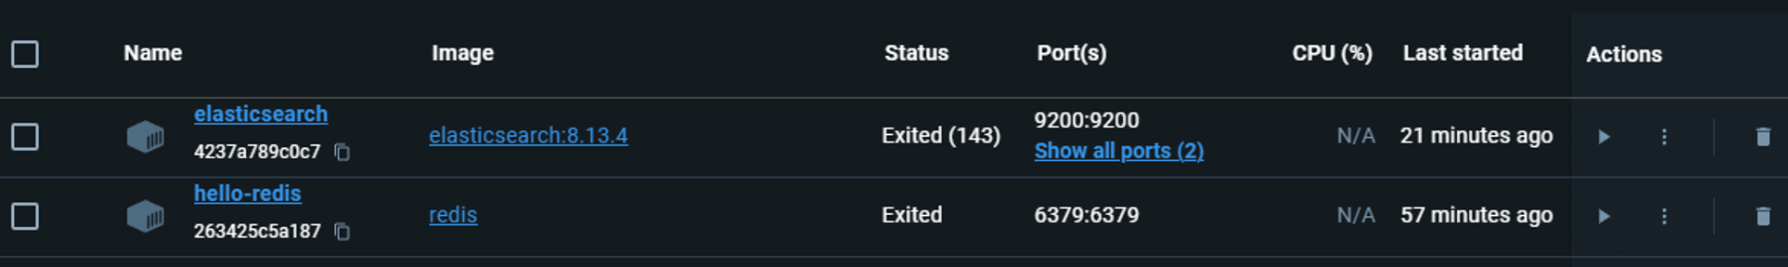 Name Image Status Port(s) CPU (%) Last started Actions
elasticsearch
4237a789c0c7
elasticsearch:8.13.4
Exited (143)
9200:9200
Show all ports (2)
N/A
21 minutes ago
hello-redis
263425c5a187
redis
Exited
6379:6379
N/A
57 minutes ago